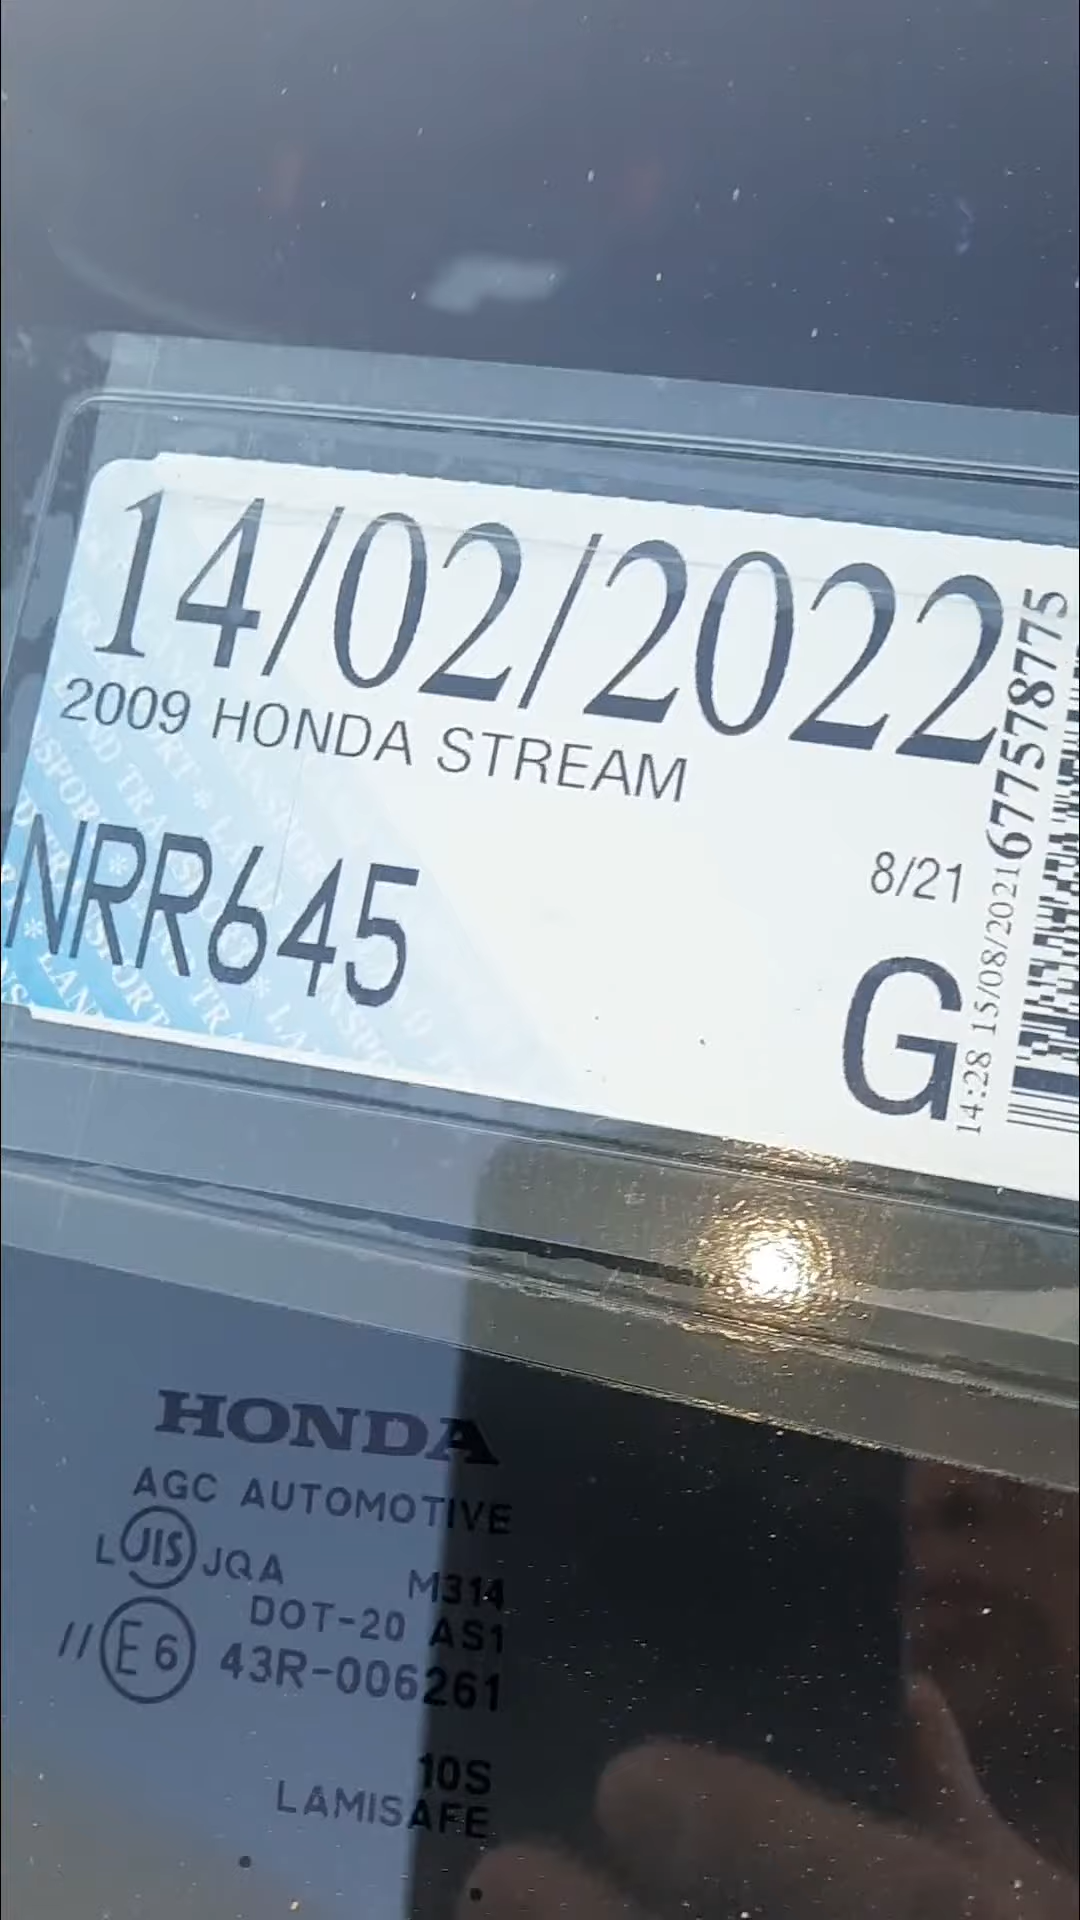 14/02/2022
2009 HONDA STREAM
NRR645
8/21
G
14:28 15/08/2021
677578775
HONDA
AGC AUTOMOTIVE
L JIS JQA M314
DOT-20 AS1
// E6 43R-006261
10S
LAMISAFE